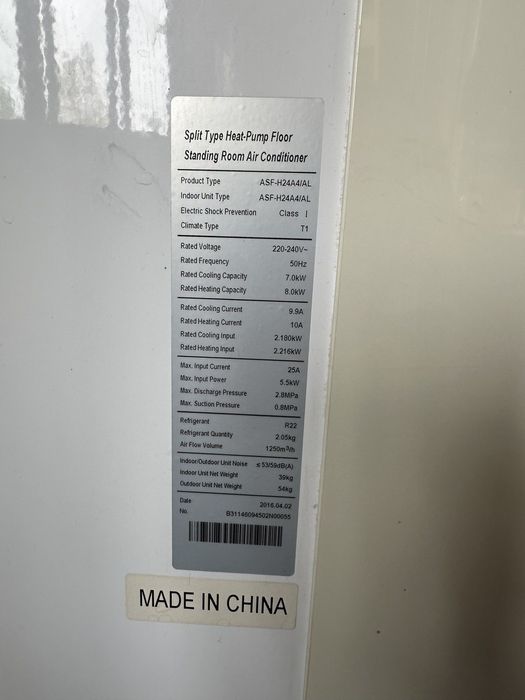 Split Type Heat-Pump Floor
Standing Room Air Conditioner
Product Type ASF-H24A4/AL
Indoor Unit Type ASF-H24A4/AL
Electric Shock Prevention Class I
Climate Type T1
Rated Voltage 220-240V~
Rated Frequency 50Hz
Rated Cooling Capacity 7.0kW
Rated Heating Capacity 8.0kW
Rated Cooling Current 9.9A
Rated Heating Current 10A
Rated Cooling Input 2.180kW
Rated Heating Input 2.216kW
Max. Input Current 25A
Max. Input Power 5.5kW
Max. Discharge Pressure 2.8MPa
Max. Suction Pressure 0.8MPa
Refrigerant R22
Refrigerant Quantity 2.05kg
Air Flow Volume 1250m³/h
Indoor/Outdoor Unit Noise ≤53/59dB(A)
Indoor Unit Net Weight 39kg
Outdoor Unit Net Weight 54kg
Date 2016.04.02
No. B31146094502N00055
MADE IN CHINA